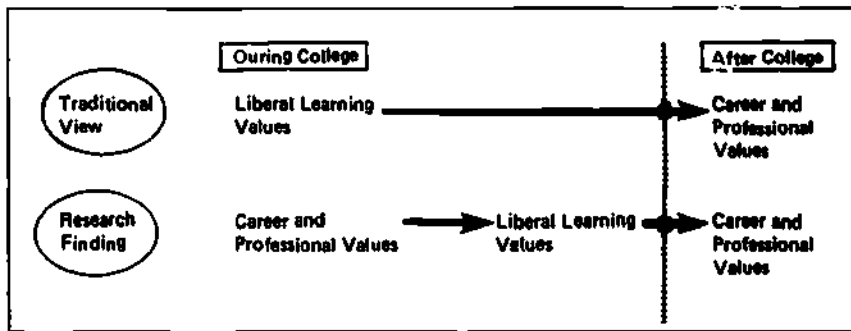 Ouring College
After College
Traditional
View
Liberal Learning
Values
Career and
Professional
Values
Research
Finding
Career and
Professional Values
Liberal Learning
Values
Career and
Professional
Values